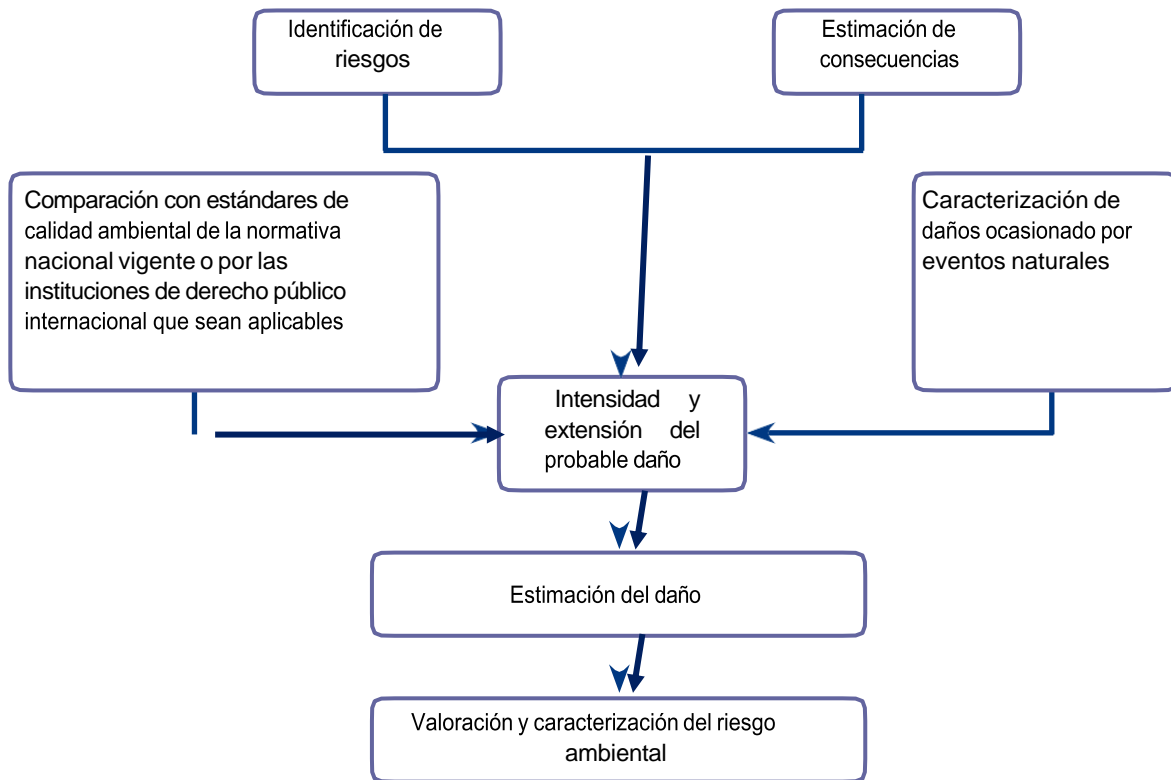 Identificación de
riesgos
Estimación de
consecuencias
Comparación con estándares de
calidad ambiental de la normativa
nacional vigente o por las
instituciones de derecho público
internacional que sean aplicables
Caracterización de
daños ocasionado por
eventos naturales
Intensidad y
extensión del
probable daño
Estimación del daño
Valoración y caracterización del riesgo
ambiental